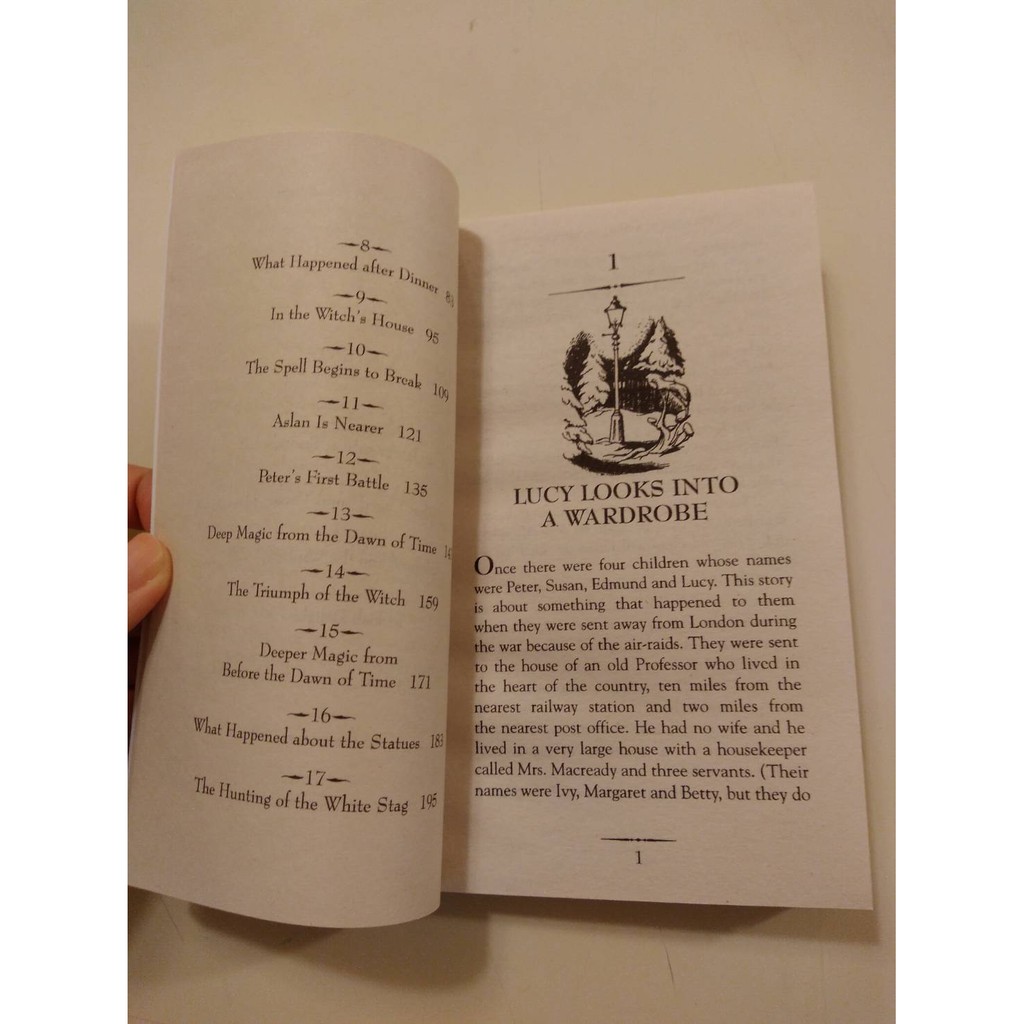 8
What Happened after Dinner
9
In the Witch's House 95
10
The Spell Begins to Break 109
11
Aslan Is Nearer 121
12
Peter's First Battle 135
13
Deep Magic from the Dawn of Time
14
The Triumph of the Witch 159
15
Deeper Magic from
Before the Dawn of Time 171
16
What Happened about the Statues 183
17
The Hunting of the White Stag 195
1
LUCY LOOKS INTO
A WARDROBE
Once there were four children whose names
were Peter, Susan, Edmund and Lucy. This story
is about something that happened to them
when they were sent away from London during
the war because of the air-raids. They were sent
to the house of an old Professor who lived in
the heart of the country, ten miles from the
nearest railway station and two miles from
the nearest post office. He had no wife and he
lived in a very large house with a housekeeper
called Mrs. Macready and three servants. (Their
names were Ivy, Margaret and Betty, but they do
1